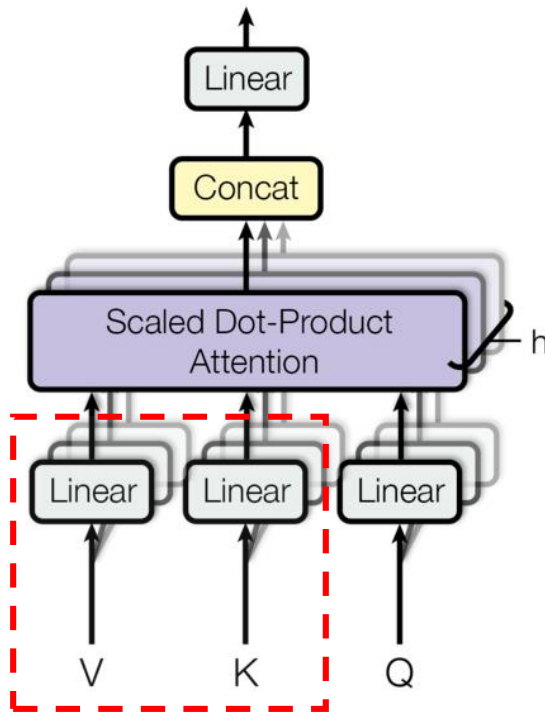 Linear
Concat
Scaled Dot-Product
Attention
h
Linear
Linear
Linear
V
K
Q